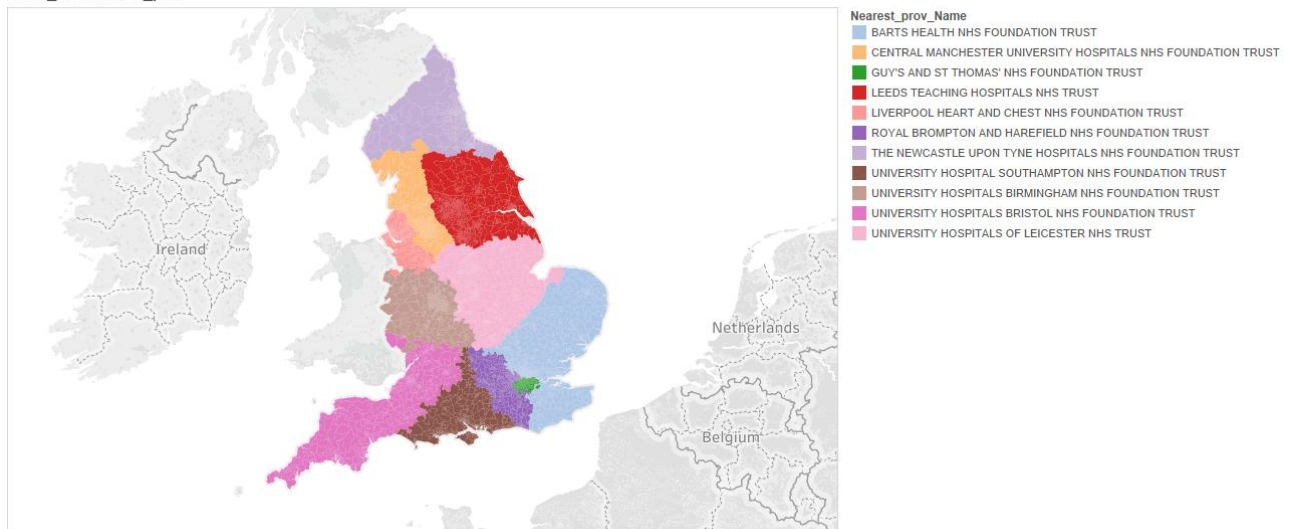 Nearest_prov_Name
BARTS HEALTH NHS FOUNDATION TRUST
CENTRAL MANCHESTER UNIVERSITY HOSPITALS NHS FOUNDATION TRUST
GUY'S AND ST THOMAS' NHS FOUNDATION TRUST
LEEDS TEACHING HOSPITALS NHS TRUST
LIVERPOOL HEART AND CHEST NHS FOUNDATION TRUST
ROYAL BROMPTON AND HAREFIELD NHS FOUNDATION TRUST
THE NEWCASTLE UPON TYNE HOSPITALS NHS FOUNDATION TRUST
UNIVERSITY HOSPITAL SOUTHAMPTON NHS FOUNDATION TRUST
UNIVERSITY HOSPITALS BIRMINGHAM NHS FOUNDATION TRUST
UNIVERSITY HOSPITALS BRISTOL NHS FOUNDATION TRUST
UNIVERSITY HOSPITALS OF LEICESTER NHS TRUST
Ireland
Netherlands
Belgium